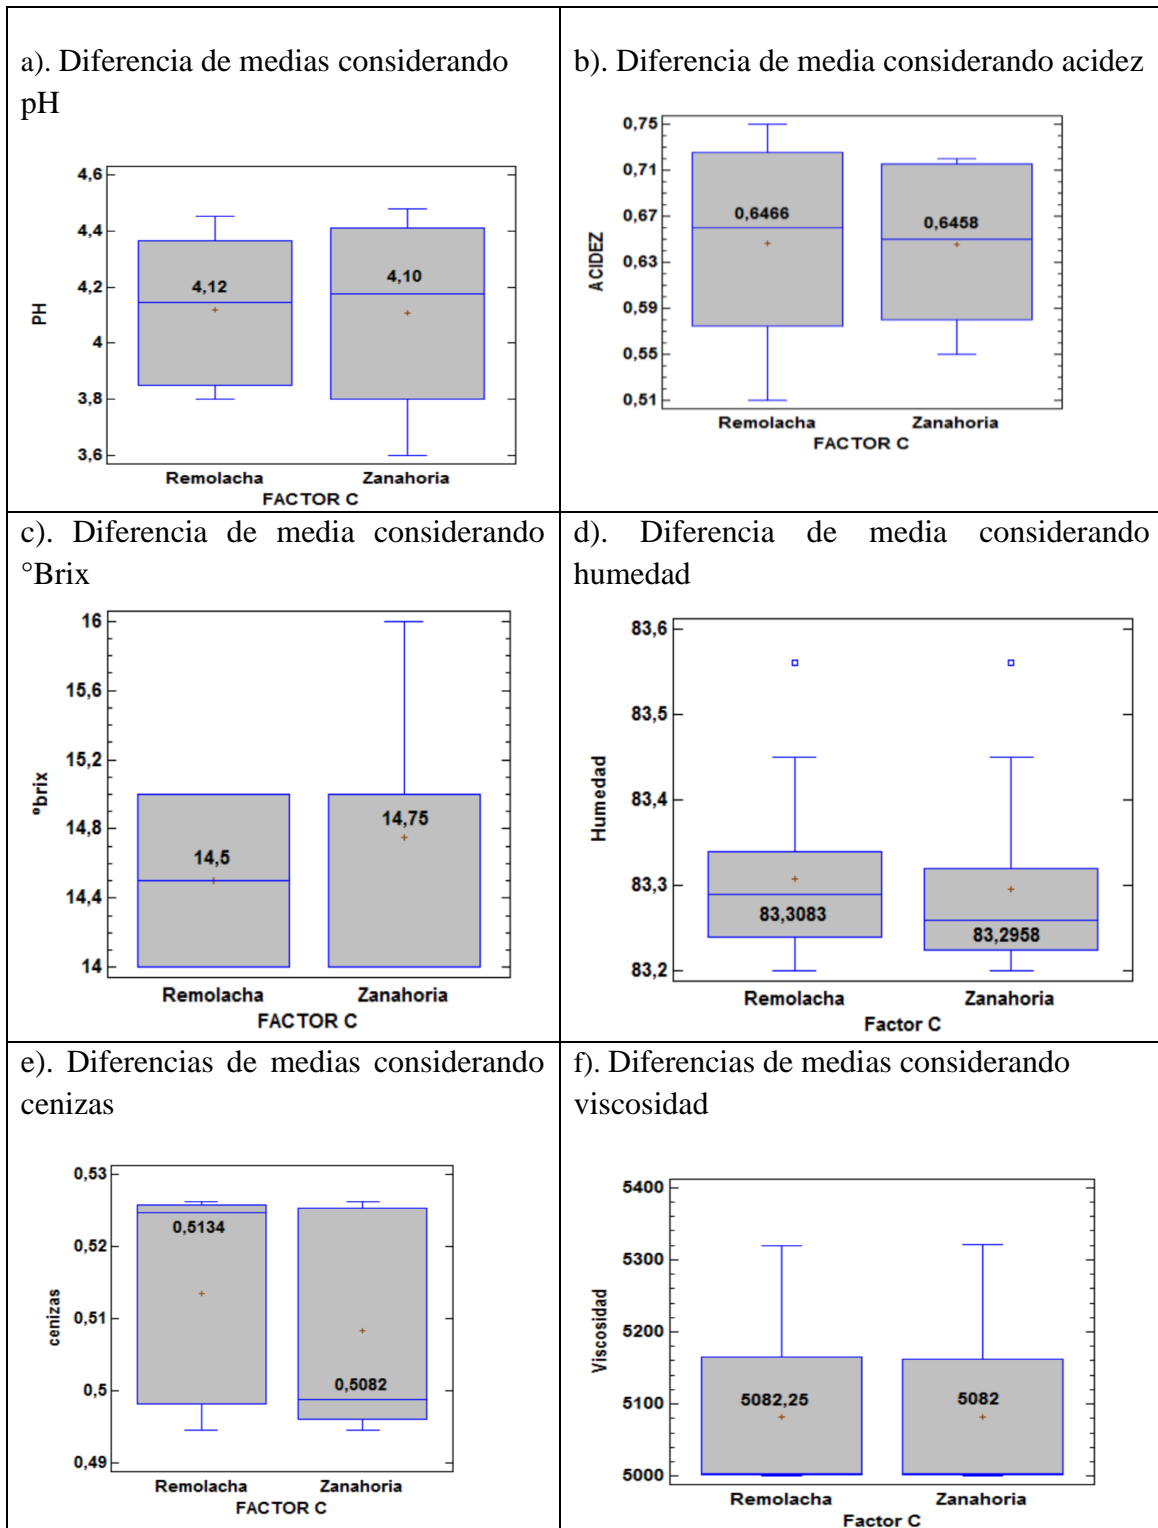 a). Diferencia de medias considerando
pH
4,6
4,4
4,2
4
3,8
3,6
PH
4,12
4,10
Remolacha
Zanahoria
FACTOR C
b). Diferencia de media considerando acidez
0,75
0,71
0,67
0,63
0,59
0,55
0,51
ACIDEZ
0,6466
0,6458
Remolacha
Zanahoria
FACTOR C
c). Diferencia de media considerando
°Brix
16
15,6
15,2
14,8
14,4
14
ºbrix
14,5
14,75
Remolacha
Zanahoria
FACTOR C
d). Diferencia de media considerando
humedad
83,6
83,5
83,4
83,3
83,2
Humedad
83,3083
83,2958
Remolacha
Zanahoria
Factor C
e). Diferencias de medias considerando
cenizas
0,53
0,52
0,51
0,5
0,49
cenizas
0,5134
0,5082
Remolacha
Zanahoria
FACTOR C
f). Diferencias de medias considerando
viscosidad
5400
5300
5200
5100
5000
Viscosidad
5082,25
5082
Remolacha
Zanahoria
Factor C